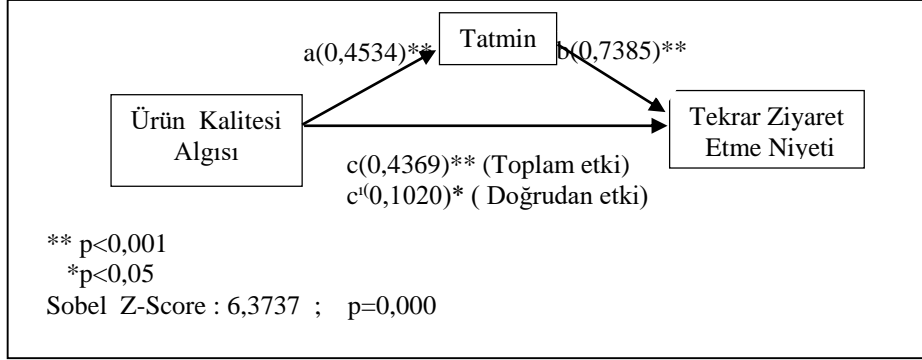 Tatmin
a(0,4534)**
b(0,7385)**
Ürün Kalitesi
Algısı
Tekrar Ziyaret
Etme Niyeti
c(0,4369)** (Toplam etki)
c¹⁽0,1020)* ( Doğrudan etki)
** p<0,001
*p<0,05
Sobel Z-Score : 6,3737 ; p=0,000